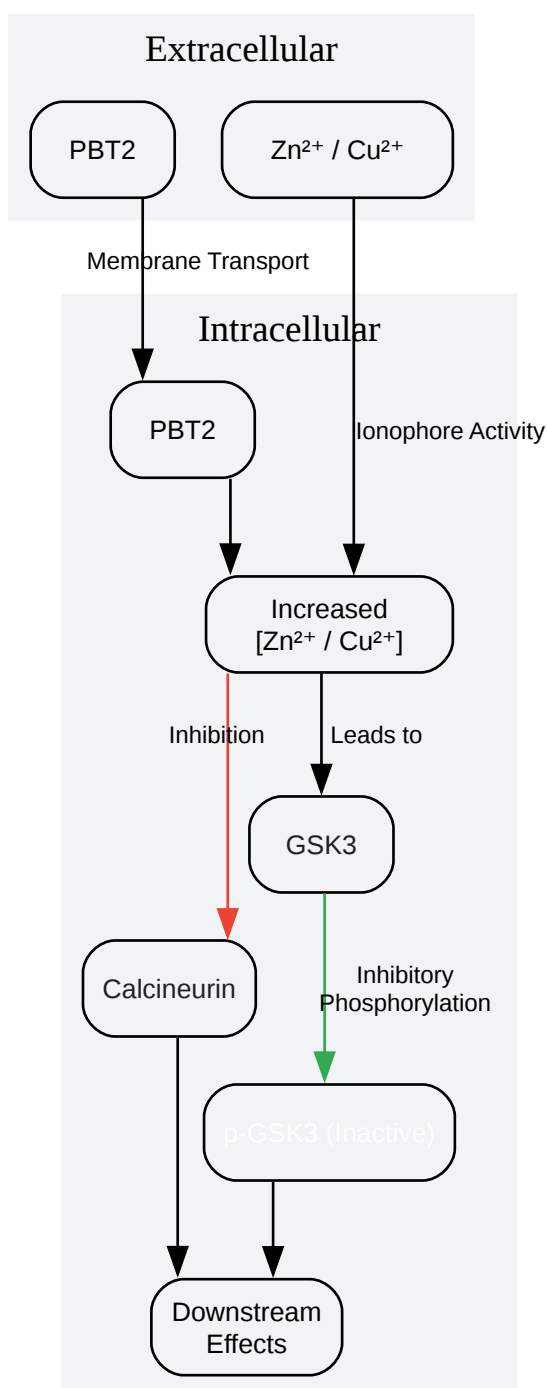 Extracellular
PBT2
Zn²⁺ / Cu²⁺
Membrane Transport
Intracellular
PBT2
Ionophore Activity
Increased
[Zn²⁺ / Cu²⁺]
Inhibition
Leads to
GSK3
Calcineurin
Inhibitory
Phosphorylation
p-GSK3 (Inactive)
Downstream
Effects